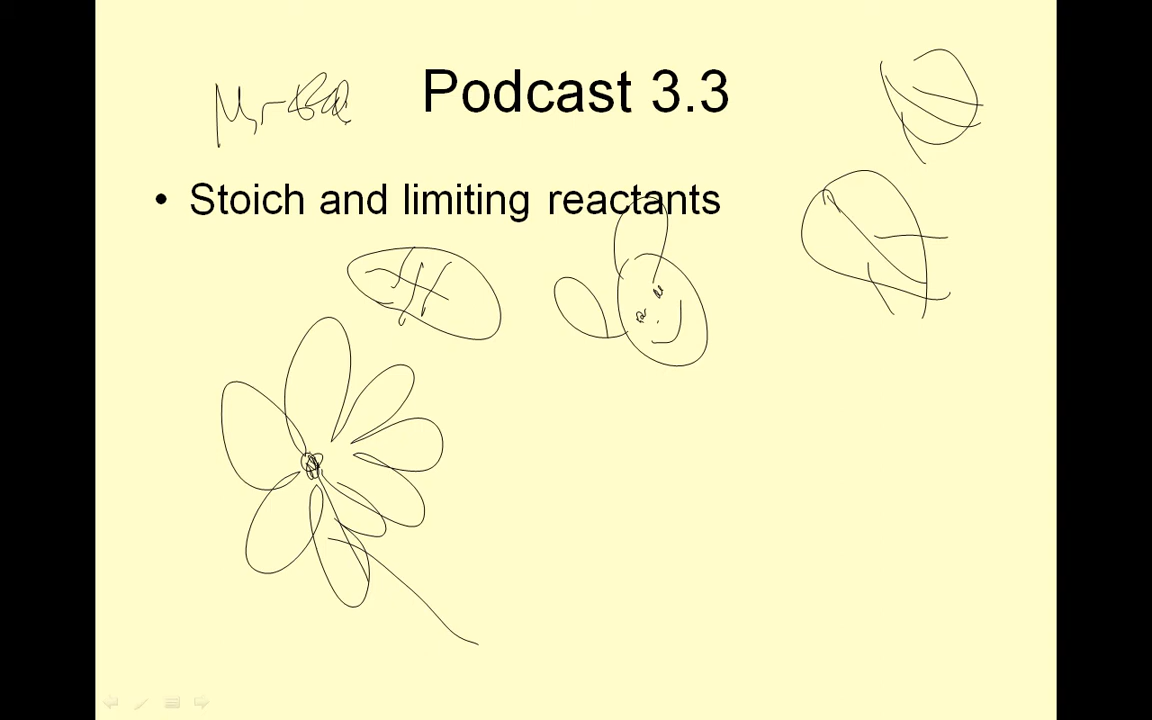 Podcast 3.3
• Stoich and limiting reactants